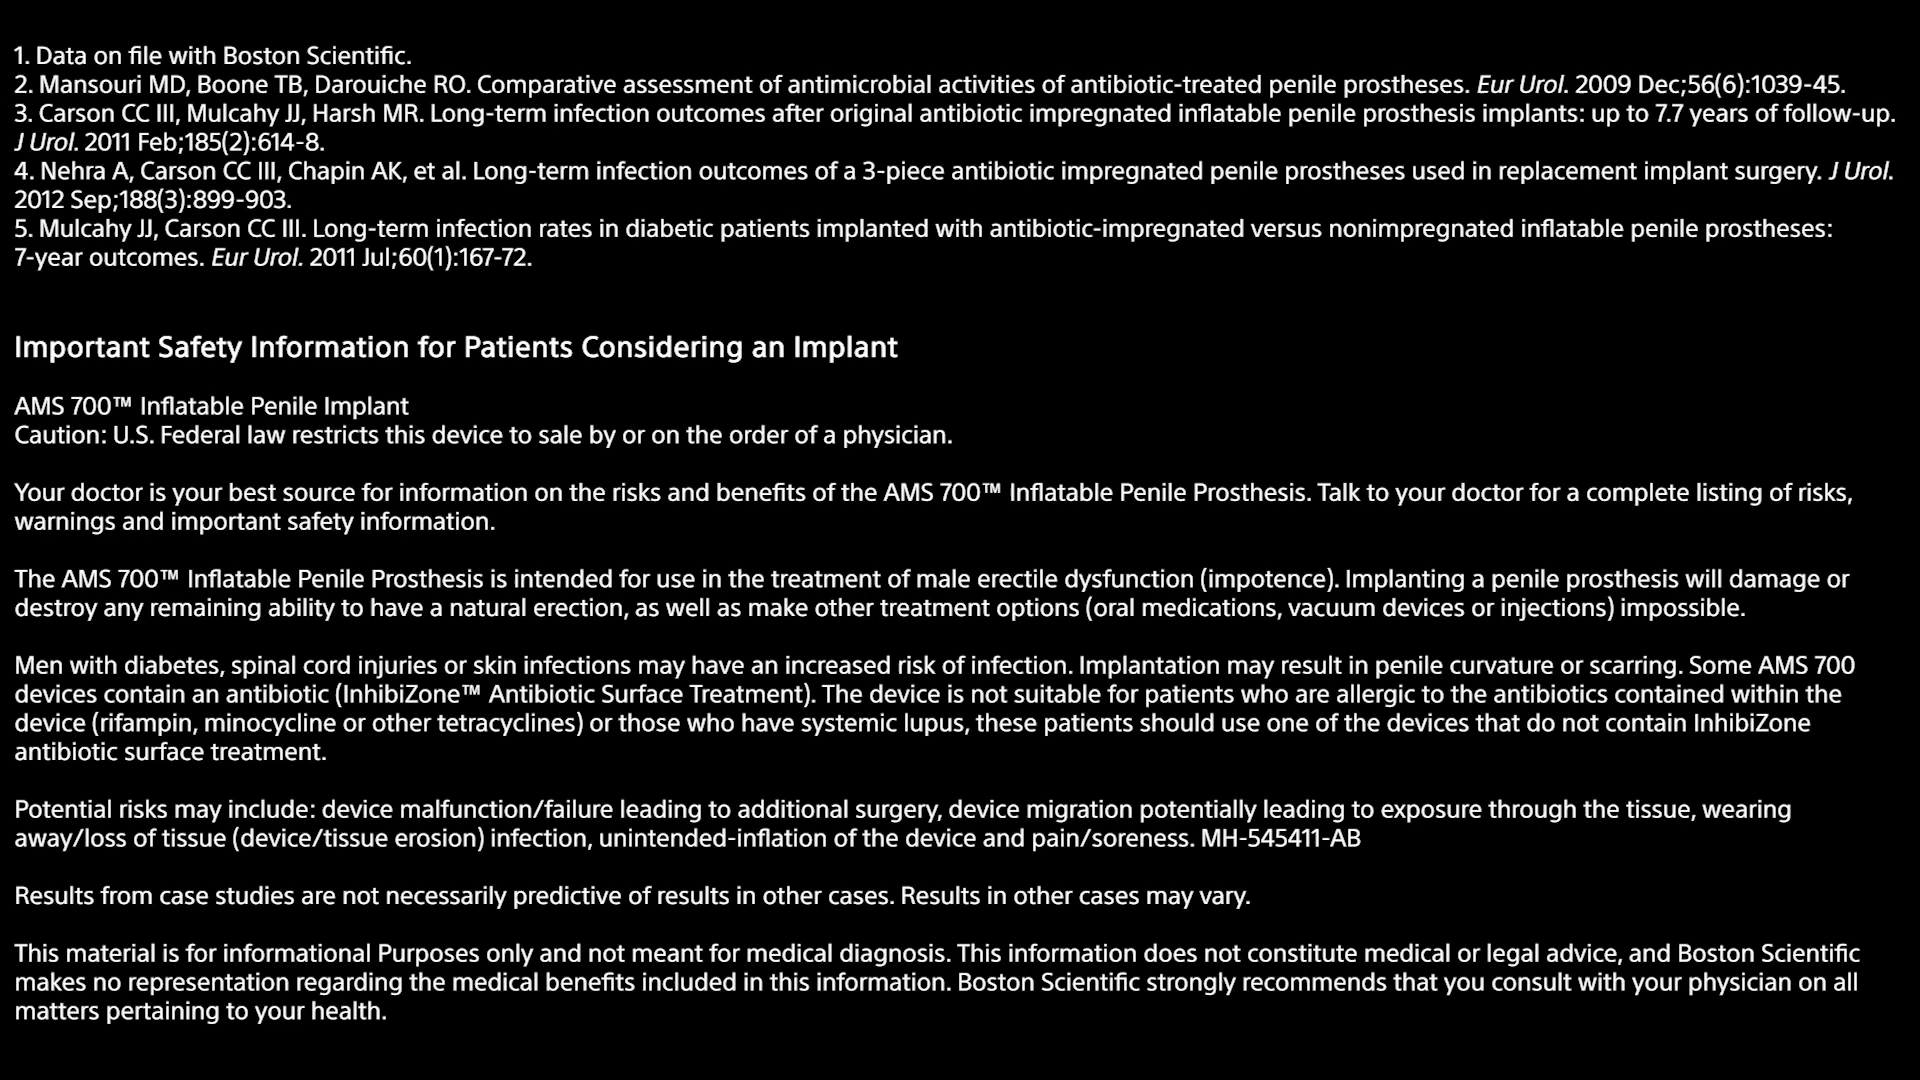 1. Data on file with Boston Scientific.
2. Mansouri MD, Boone TB, Darouiche RO. Comparative assessment of antimicrobial activities of antibiotic-treated penile prostheses. Eur Urol. 2009 Dec;56(6):1039-45.
3. Carson CC III, Mulcahy JJ, Harsh MR. Long-term infection outcomes after original antibiotic impregnated inflatable penile prosthesis implants: up to 7.7 years of follow-up.
J Urol. 2011 Feb;185(2):614-8.
4. Nehra A, Carson CC III, Chapin AK, et al. Long-term infection outcomes of a 3-piece antibiotic impregnated penile prostheses used in replacement implant surgery. J Urol.
2012 Sep;188(3):899-903.
5. Mulcahy JJ, Carson CC III. Long-term infection rates in diabetic patients implanted with antibiotic-impregnated versus nonimpregnated inflatable penile prostheses:
7-year outcomes. Eur Urol. 2011 Jul;60(1):167-72.
Important Safety Information for Patients Considering an Implant
AMS 700™ Inflatable Penile Implant
Caution: U.S. Federal law restricts this device to sale by or on the order of a physician.
Your doctor is your best source for information on the risks and benefits of the AMS 700™ Inflatable Penile Prosthesis. Talk to your doctor for a complete listing of risks,
warnings and important safety information.
The AMS 700™ Inflatable Penile Prosthesis is intended for use in the treatment of male erectile dysfunction (impotence). Implanting a penile prosthesis will damage or
destroy any remaining ability to have a natural erection, as well as make other treatment options (oral medications, vacuum devices or injections) impossible.
Men with diabetes, spinal cord injuries or skin infections may have an increased risk of infection. Implantation may result in penile curvature or scarring. Some AMS 700
devices contain an antibiotic (InhibiZone™ Antibiotic Surface Treatment). The device is not suitable for patients who are allergic to the antibiotics contained within the
device (rifampin, minocycline or other tetracyclines) or those who have systemic lupus, these patients should use one of the devices that do not contain InhibiZone
antibiotic surface treatment.
Potential risks may include: device malfunction/failure leading to additional surgery, device migration potentially leading to exposure through the tissue, wearing
away/loss of tissue (device/tissue erosion) infection, unintended-inflation of the device and pain/soreness. MH-545411-AB
Results from case studies are not necessarily predictive of results in other cases. Results in other cases may vary.
This material is for informational Purposes only and not meant for medical diagnosis. This information does not constitute medical or legal advice, and Boston Scientific
makes no representation regarding the medical benefits included in this information. Boston Scientific strongly recommends that you consult with your physician on all
matters pertaining to your health.